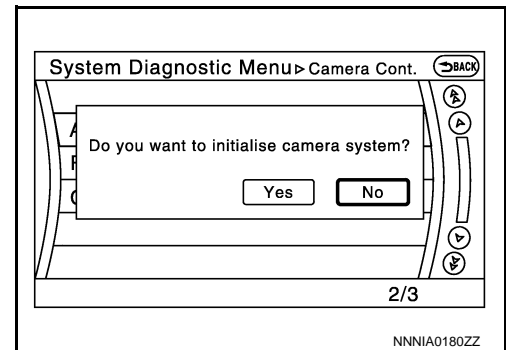 System Diagnostic Menu▷Camera Cont.
BACK
Do you want to initialise camera system?
Yes
No
2/3
NNNIA0180ZZ